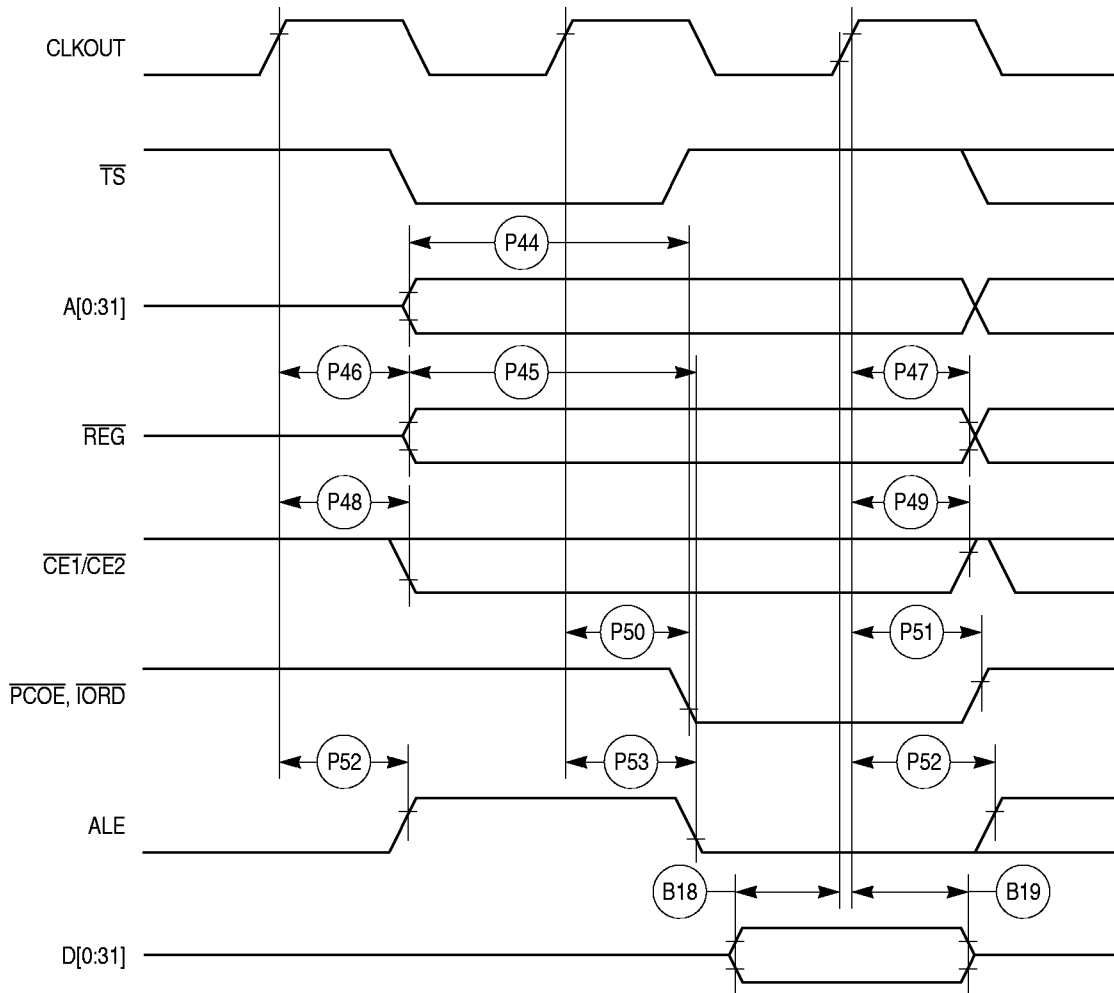 CLKOUT
TS
P44
A[0:31]
P46 P45 P47
REG
P48 P49
CE1/CE2
P50 P51
PCOE, IORD
P52 P53 P52
ALE
B18 B19
D[0:31]